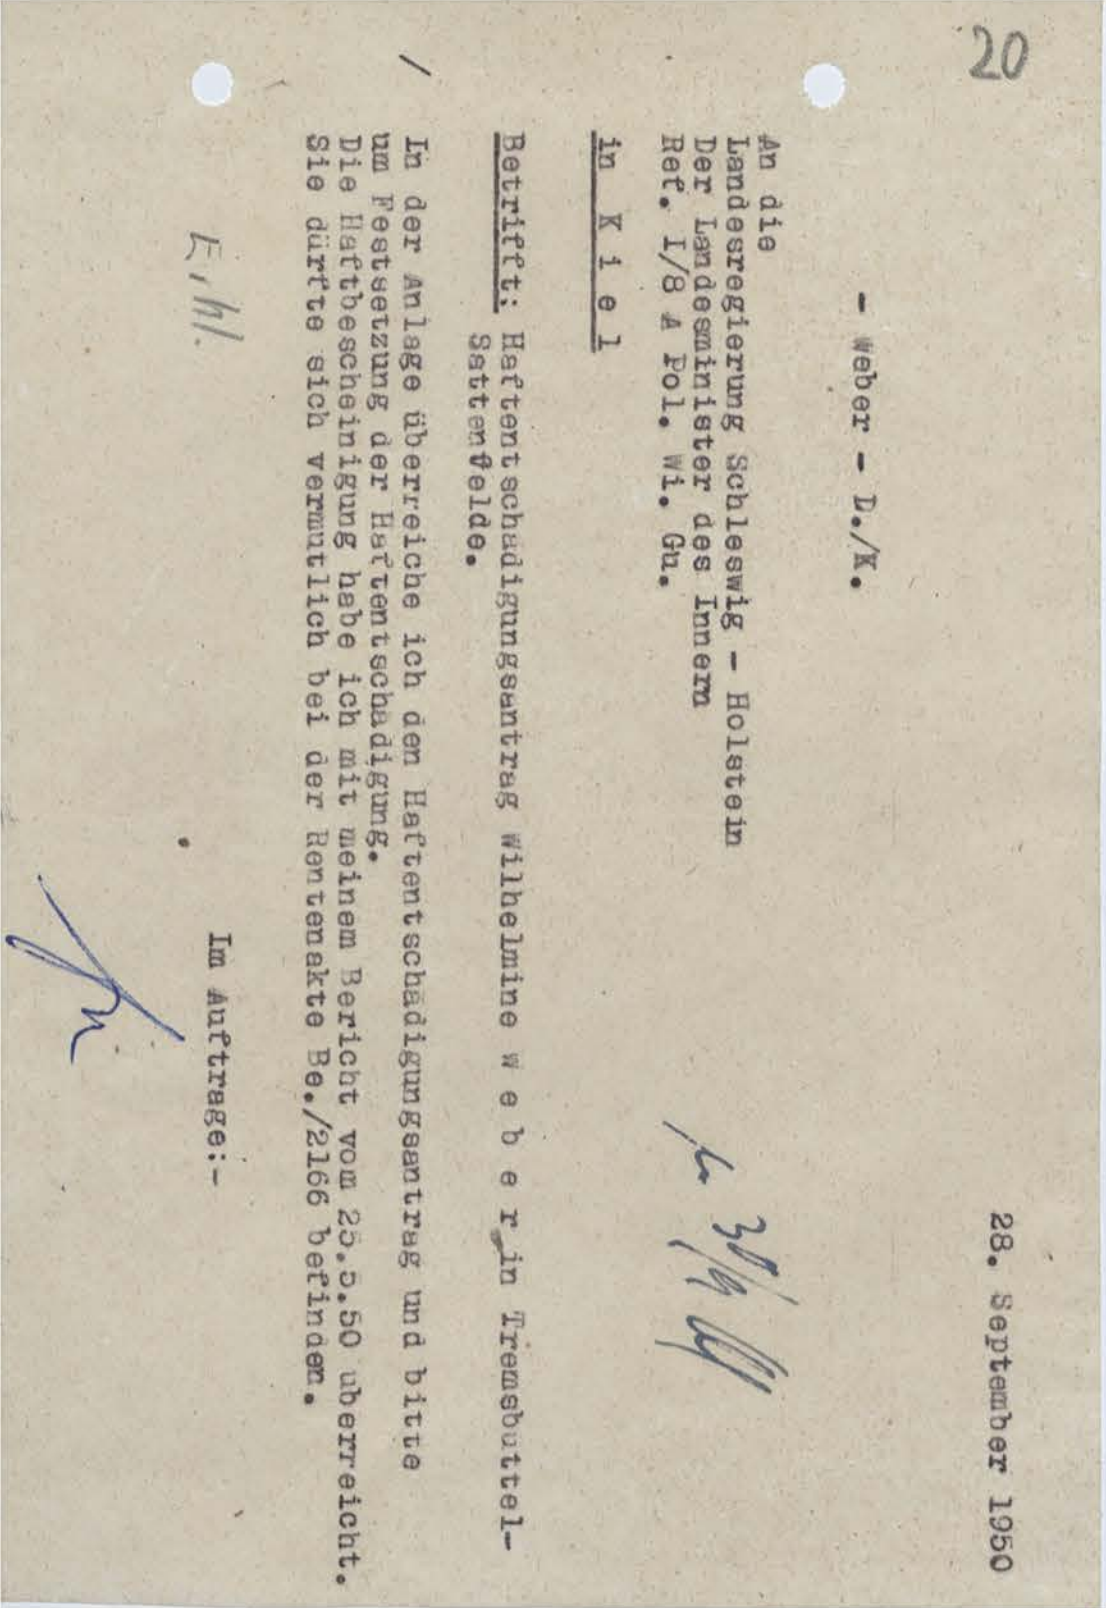 20
28. September 1950
- Weber - D./K.
An die
Landesregierung Schleswig - Holstein
Der Landesminister des Innern
Ref. I/8 A Pol. Wi. Gu.
30/9
in K i e l
Betrifft: Haftentschädigungsantrag Wilhelmine W e b e r in Tremsbüttel-
Sattenfelde.
/ In der Anlage überreiche ich den Haftentschädigungsantrag und bitte
um Festsetzung der Haftentschädigung.
Die Haftbescheinigung habe ich mit meinem Bericht vom 25.5.50 überreicht.
Sie dürfte sich vermutlich bei der Rentenakte Be./2166 befinden.
Im Auftrage:-